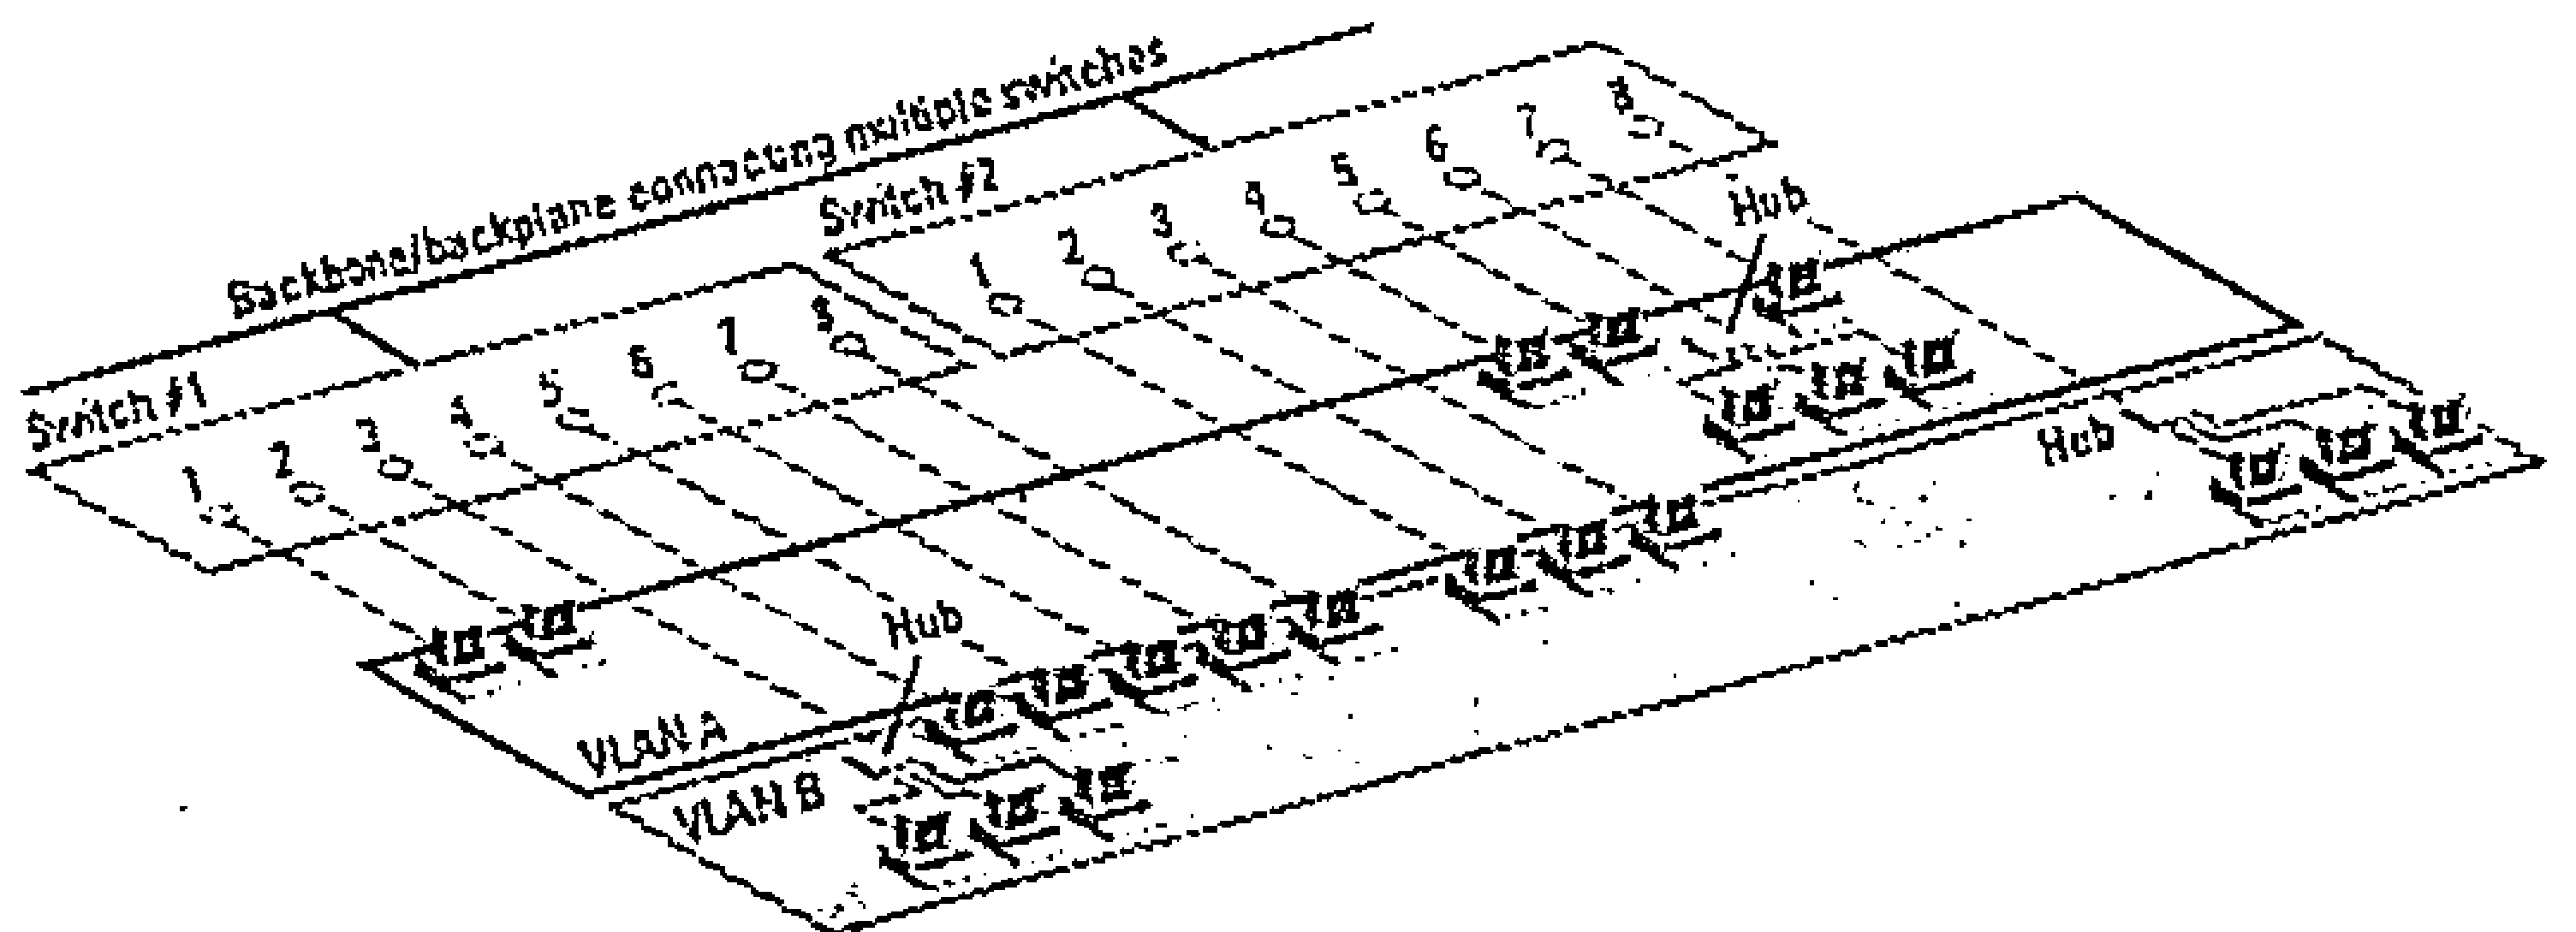 Backbone/backplane connecting multiple switches
Switch #2
1 2 3 4 5 6 7 8
Switch #1
1 2 3 4 5 6 7 8
Hub
Hub
Hub
VLAN A
VLAN B